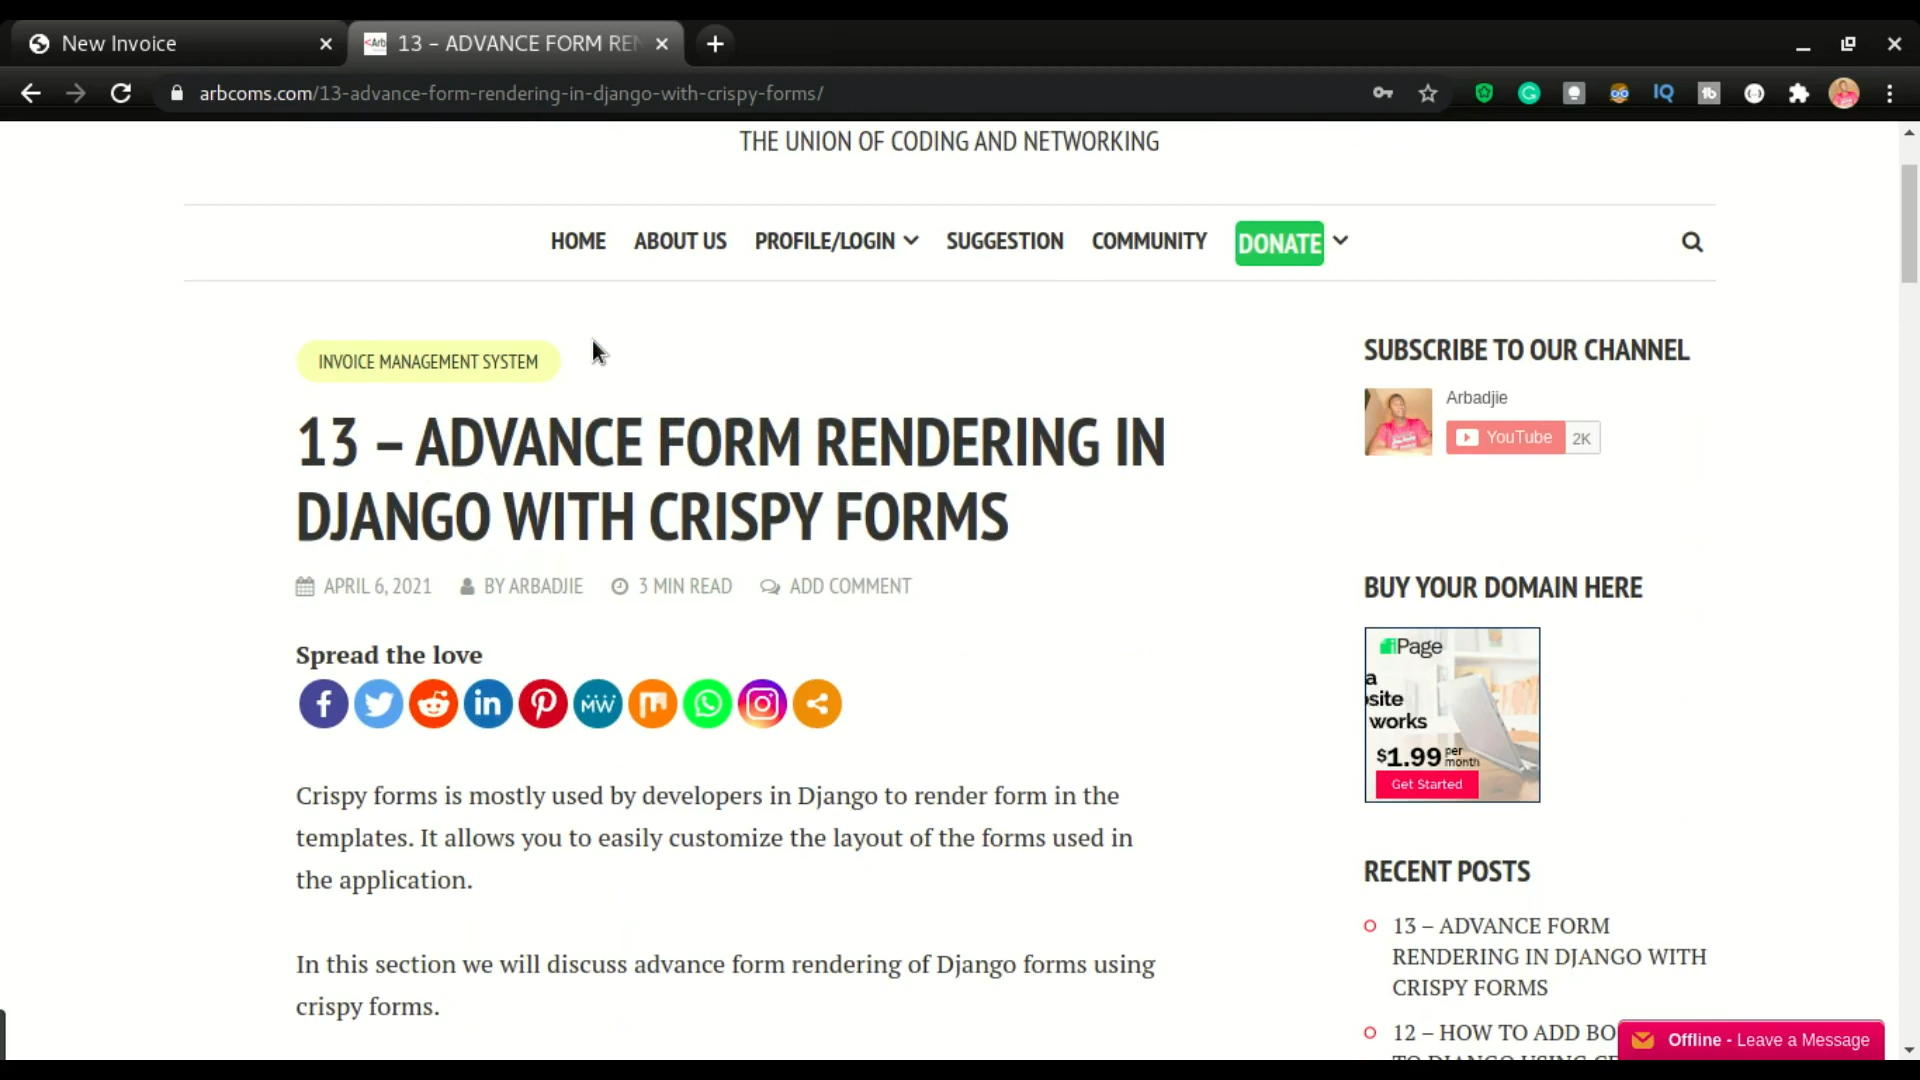 New Invoice
13 – ADVANCE FORM REN
arbcoms.com/13-advance-form-rendering-in-django-with-crispy-forms/
THE UNION OF CODING AND NETWORKING
HOME ABOUT US PROFILE/LOGIN SUGGESTION COMMUNITY DONATE
INVOICE MANAGEMENT SYSTEM
13 – ADVANCE FORM RENDERING IN
DJANGO WITH CRISPY FORMS
APRIL 6, 2021 BY ARBADJIE 3 MIN READ ADD COMMENT
Spread the love
Crispy forms is mostly used by developers in Django to render form in the
templates. It allows you to easily customize the layout of the forms used in
the application.
In this section we will discuss advance form rendering of Django forms using
crispy forms.
SUBSCRIBE TO OUR CHANNEL
Arbadjie
YouTube 2K
BUY YOUR DOMAIN HERE
iPage
a
site
works
$1.99 per month
Get Started
RECENT POSTS
13 – ADVANCE FORM
RENDERING IN DJANGO WITH
CRISPY FORMS
12 – HOW TO ADD BO
Offline - Leave a Message